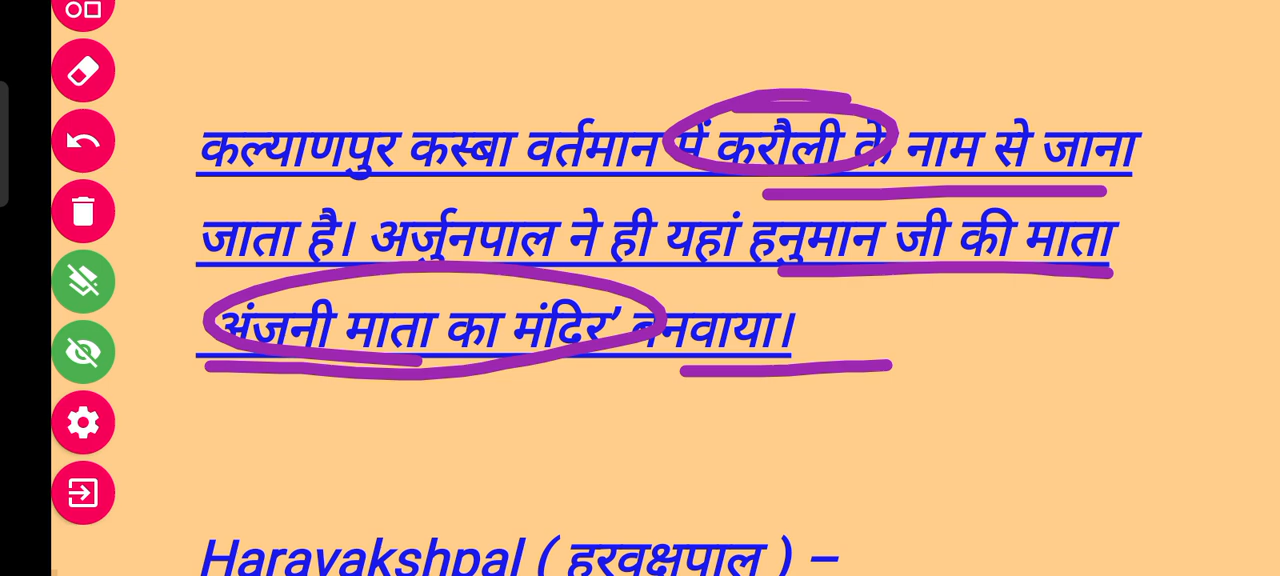 कल्याणपुर कस्बा वर्तमान में करौली के नाम से जाना
जाता है। अर्जुनपाल ने ही यहां हनुमान जी की माता
अंजनी माता का मंदिर’ बनवाया।
Haravakshpal ( हरवक्षपाल ) –